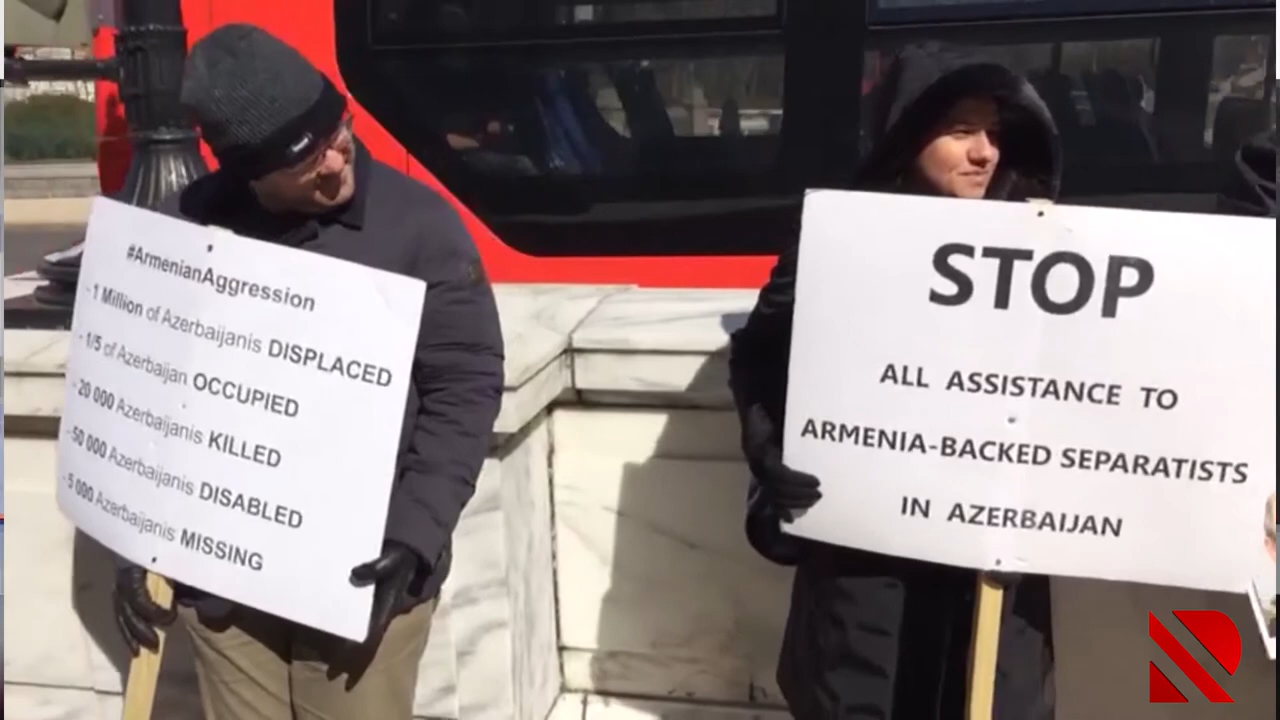 #ArmenianAggression
- 1 Million of Azerbaijanis DISPLACED
- 1/5 of Azerbaijan OCCUPIED
- 20 000 Azerbaijanis KILLED
-50 000 Azerbaijanis DISABLED
- 5 000 Azerbaijanis MISSING
STOP
ALL ASSISTANCE TO
ARMENIA-BACKED SEPARATISTS
IN AZERBAIJAN